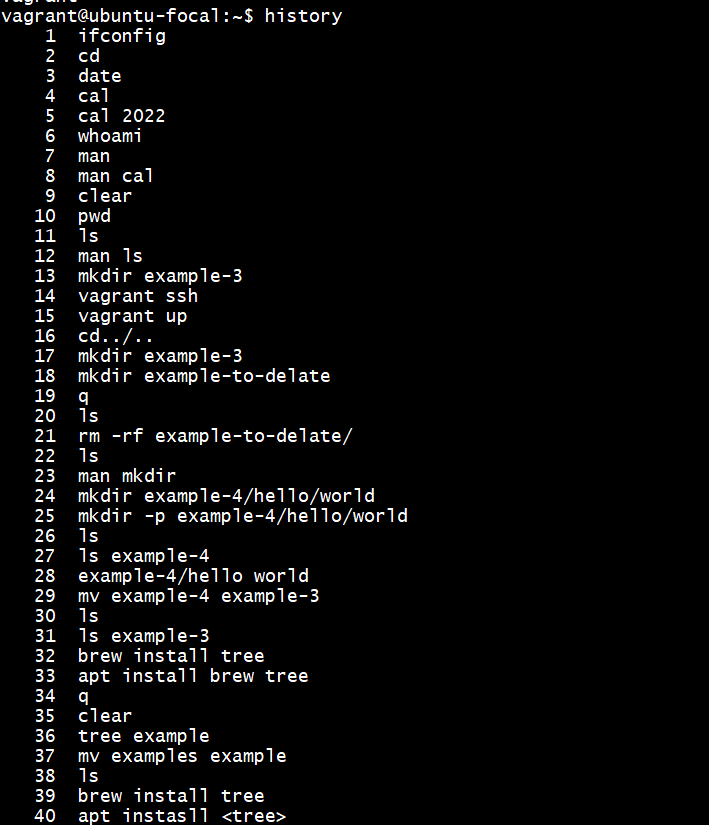 vagrant
vagrant@ubuntu-focal:~$ history
1 ifconfig
2 cd
3 date
4 cal
5 cal 2022
6 whoami
7 man
8 man cal
9 clear
10 pwd
11 ls
12 man ls
13 mkdir example-3
14 vagrant ssh
15 vagrant up
16 cd../..
17 mkdir example-3
18 mkdir example-to-delate
19 q
20 ls
21 rm -rf example-to-delate/
22 ls
23 man mkdir
24 mkdir example-4/hello/world
25 mkdir -p example-4/hello/world
26 ls
27 ls example-4
28 example-4/hello world
29 mv example-4 example-3
30 ls
31 ls example-3
32 brew install tree
33 apt install brew tree
34 q
35 clear
36 tree example
37 mv examples example
38 ls
39 brew install tree
40 apt instasll <tree>